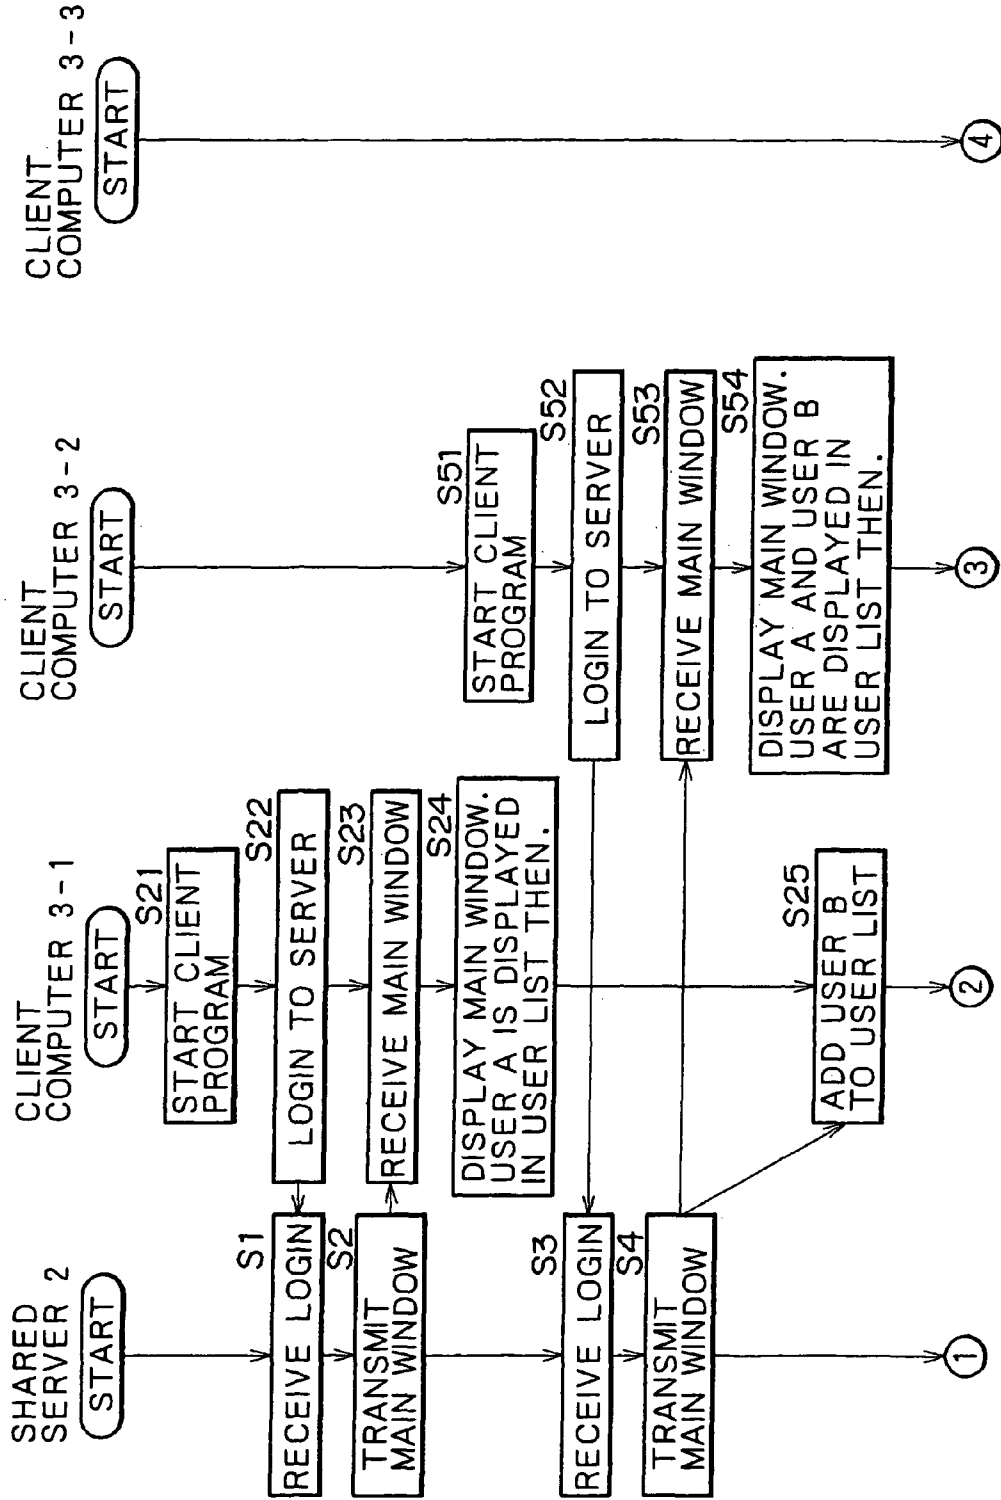 SHARED
SERVER 2
START
S1
RECEIVE LOGIN
S2
TRANSMIT
MAIN WINDOW
S3
RECEIVE LOGIN
S4
TRANSMIT
MAIN WINDOW
1
CLIENT
COMPUTER 3-1
START
S21
START CLIENT
PROGRAM
S22
LOGIN TO SERVER
S23
RECEIVE MAIN WINDOW
S24
DISPLAY MAIN WINDOW.
USER A IS DISPLAYED
IN USER LIST THEN.
S25
ADD USER B
TO USER LIST
2
CLIENT
COMPUTER 3-2
START
S51
START CLIENT
PROGRAM
S52
LOGIN TO SERVER
S53
RECEIVE MAIN WINDOW
S54
DISPLAY MAIN WINDOW.
USER A AND USER B
ARE DISPLAYED IN
USER LIST THEN.
3
CLIENT
COMPUTER 3-3
START
4